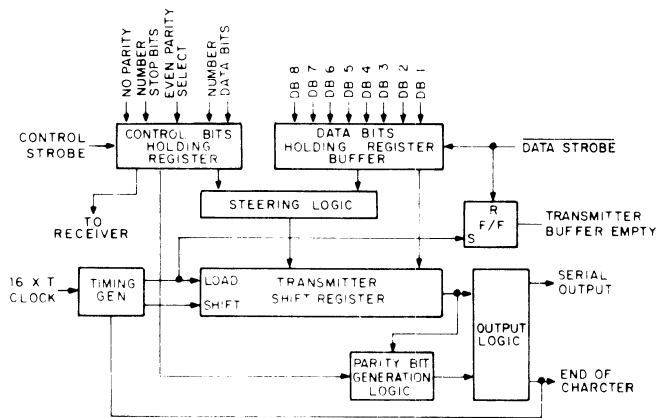 NO PARITY
NUMBER
STOP BITS
EVEN PARITY
SELECT
NUMBER
DATA BITS
DB 8
DB 7
DB 6
DB 5
DB 4
DB 3
DB 2
DB 1
CONTROL
STROBE
CONTROL BITS
HOLDING
REGISTER
DATA BITS
HOLDING REGISTER
BUFFER
DATA STROBE
STEERING LOGIC
TO
RECEIVER
R
F/F
S
TRANSMITTER
BUFFER EMPTY
16 X T
CLOCK
TIMING
GEN
LOAD
SHIFT
TRANSMITTER
SHIFT REGISTER
OUTPUT
LOGIC
SERIAL
OUTPUT
PARITY BIT
GENERATION
LOGIC
END OF
CHARCTER